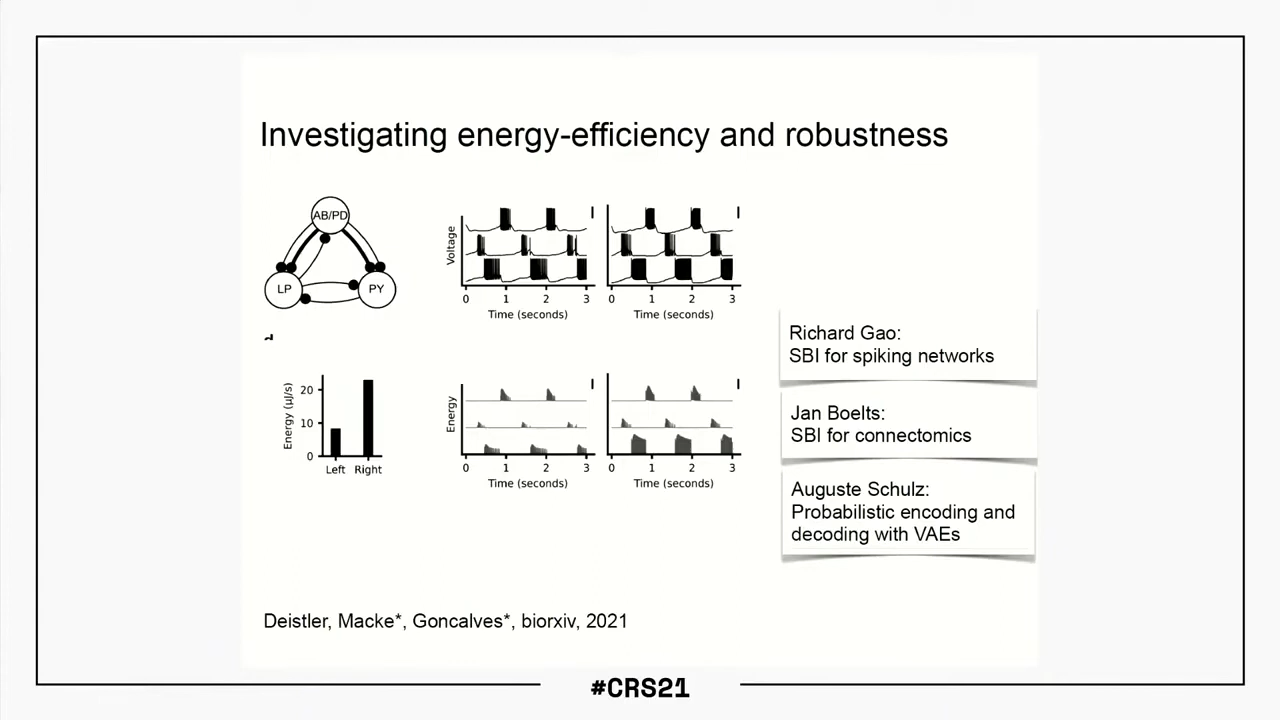 Investigating energy-efficiency and robustness
AB/PD
LP
PY
Voltage
0 1 2 3
Time (seconds)
0 1 2 3
Time (seconds)
d
Energy (μJ/s)
20
10
0
Left Right
Energy
0 1 2 3
Time (seconds)
0 1 2 3
Time (seconds)
Richard Gao:
SBI for spiking networks
Jan Boelts:
SBI for connectomics
Auguste Schulz:
Probabilistic encoding and
decoding with VAEs
Deistler, Macke*, Goncalves*, biorxiv, 2021
#CRS21